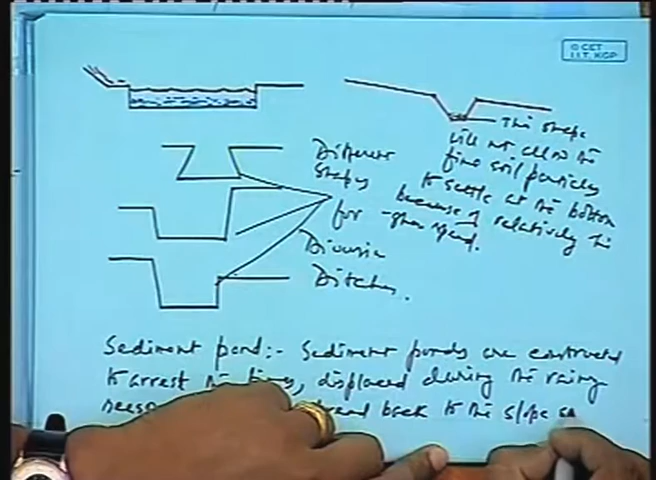 © CET
I.I.T. KGP
This shape
will not allow the
fine soil particles
to settle at the bottom
because of relatively hi
-gher speed.
Different
Shapes
for
Diversion
Ditches.
Sediment pond:- Sediment ponds are constructed
to arrest the fines, displaced during the rainy
back to the slope